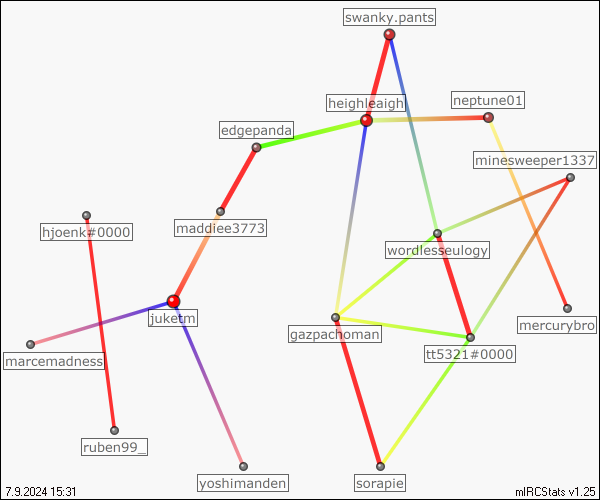 swanky.pants
heighleaigh
neptune01
edgepanda
minesweeper1337
maddiee3773
hjoenk#0000
wordlesseulogy
juketm
mercurybro
gazpachoman
tt5321#0000
marcemadness
ruben99_
yoshimanden
sorapie
7.9.2024 15:31
mIRCStats v1.25